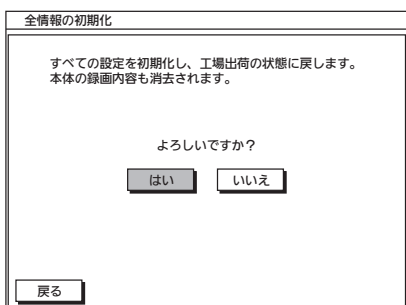 全情報の初期化
すべての設定を初期化し、工場出荷の状態に戻します。
本体の録画内容も消去されます。
よろしいですか？
はい いいえ
戻る